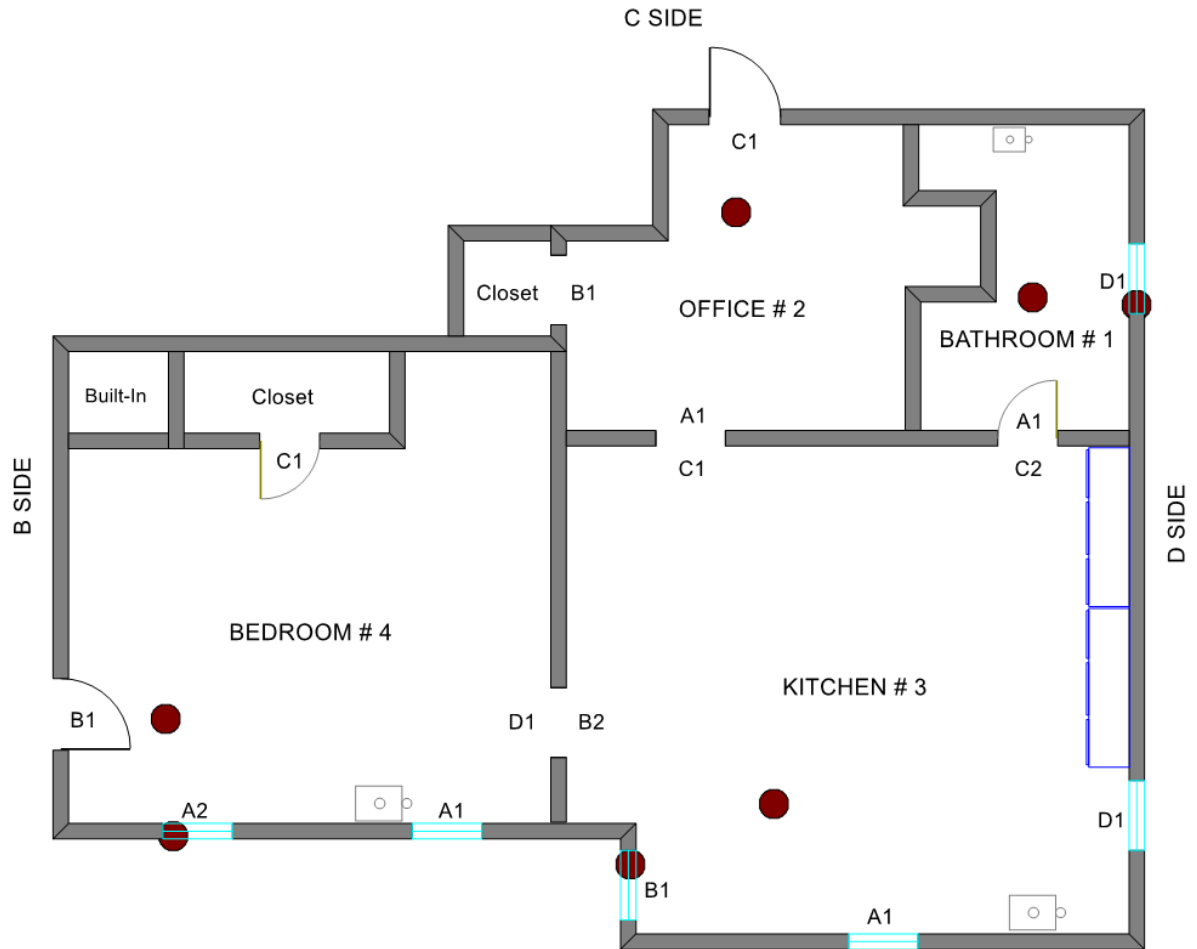 C SIDE
C1
D1
Closet
B1
OFFICE # 2
BATHROOM # 1
Built-In
Closet
A1
A1
C1
C1
C2
B SIDE
D SIDE
BEDROOM # 4
KITCHEN # 3
B1
D1
B2
A2
A1
D1
B1
A1